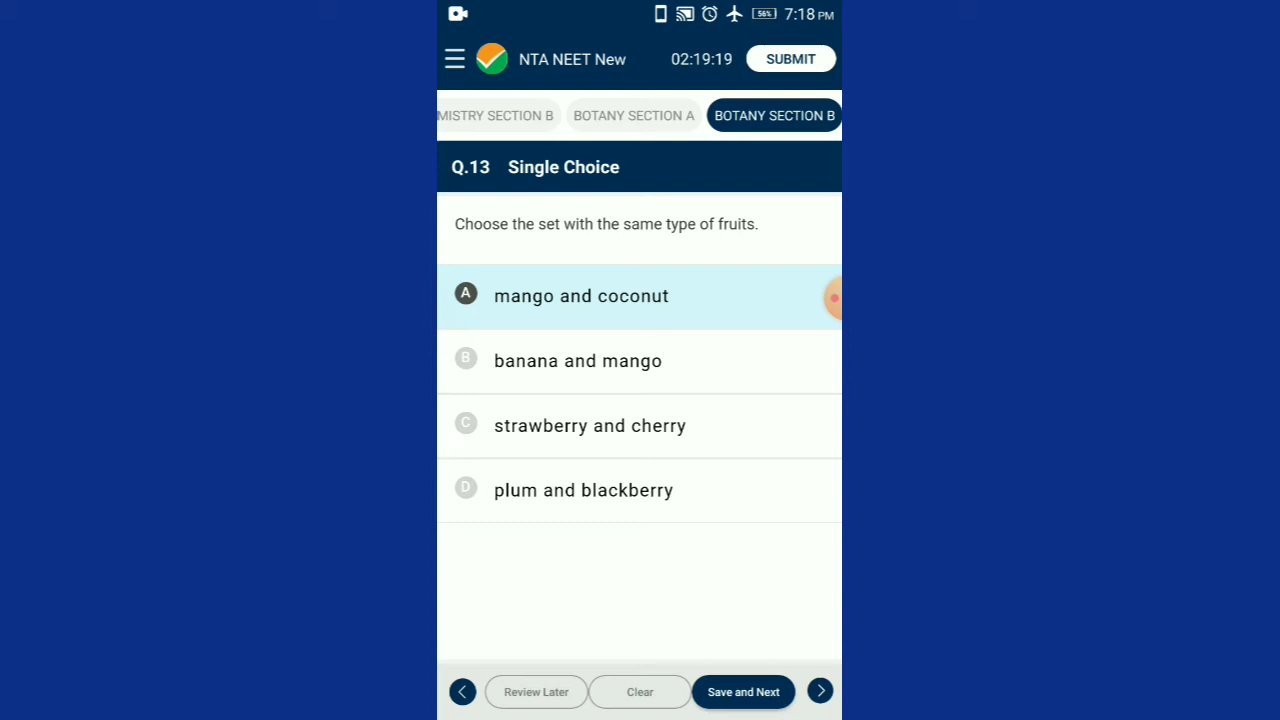 56% 7:18 PM
NTA NEET New 02:19:19 SUBMIT
MISTRY SECTION B BOTANY SECTION A BOTANY SECTION B
Q.13 Single Choice
Choose the set with the same type of fruits.
A mango and coconut
B banana and mango
C strawberry and cherry
D plum and blackberry
Review Later Clear Save and Next